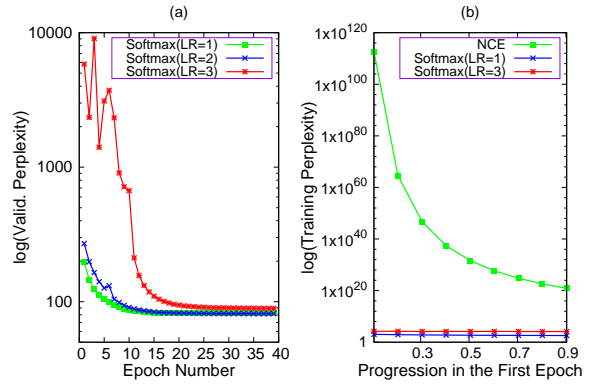 (a)
Softmax(LR=1)
Softmax(LR=2)
Softmax(LR=3)
log(Valid. Perplexity)
10000
1000
100
0 5 10 15 20 25 30 35 40
Epoch Number
(b)
NCE
Softmax(LR=1)
Softmax(LR=3)
log(Training Perplexity)
1x10^120
1x10^100
1x10^80
1x10^60
1x10^40
1x10^20
1
0.3 0.5 0.7 0.9
Progression in the First Epoch